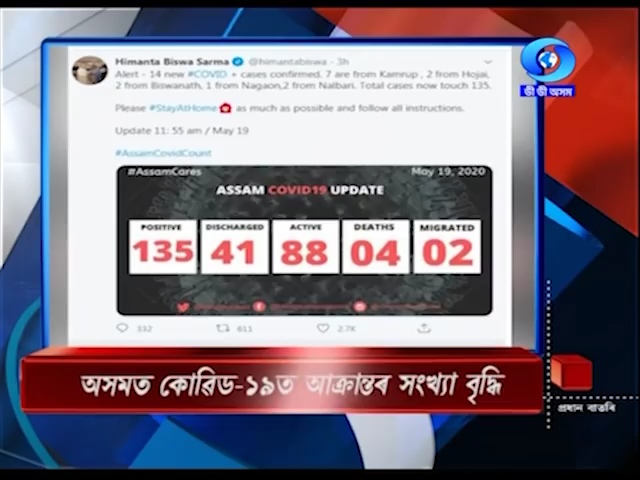 Himanta Biswa Sarma @himantabiswa · 3h
Alert - 14 new #COVID + cases confirmed. 7 are from Kamrup , 2 from Hojai,
2 from Biswanath, 1 from Nagaon,2 from Nalbari. Total cases now touch 135.
Please #StayAtHome as much as possible and follow all instructions.
Update 11: 55 am / May 19
#AssamCovidCount
#AssamCares May 19, 2020
ASSAM COVID19 UPDATE
POSITIVE DISCHARGED ACTIVE DEATHS MIGRATED
135 41 88 04 02
332 611 2.7K
ডী ডী অসম
অসমত কোৱিড-১৯ত আক্ৰান্তৰ সংখ্যা বৃদ্ধি
প্ৰধান বাতৰি